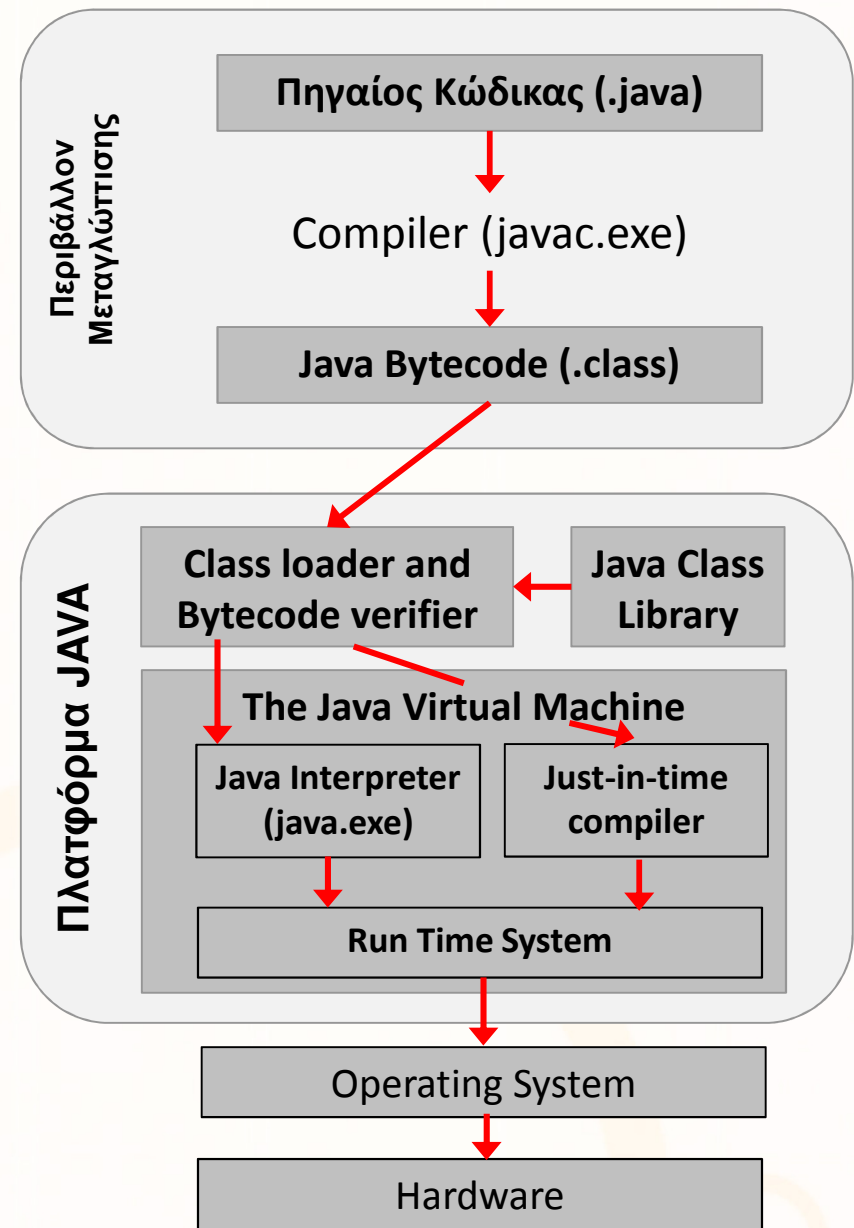 Περιβάλλον
Μεταγλώττισης
Πηγαίος Κώδικας (.java)
Compiler (javac.exe)
Java Bytecode (.class)
Πλατφόρμα JAVA
Class loader and
Bytecode verifier
Java Class
Library
The Java Virtual Machine
Java Interpreter
(java.exe)
Just-in-time
compiler
Run Time System
Operating System
Hardware